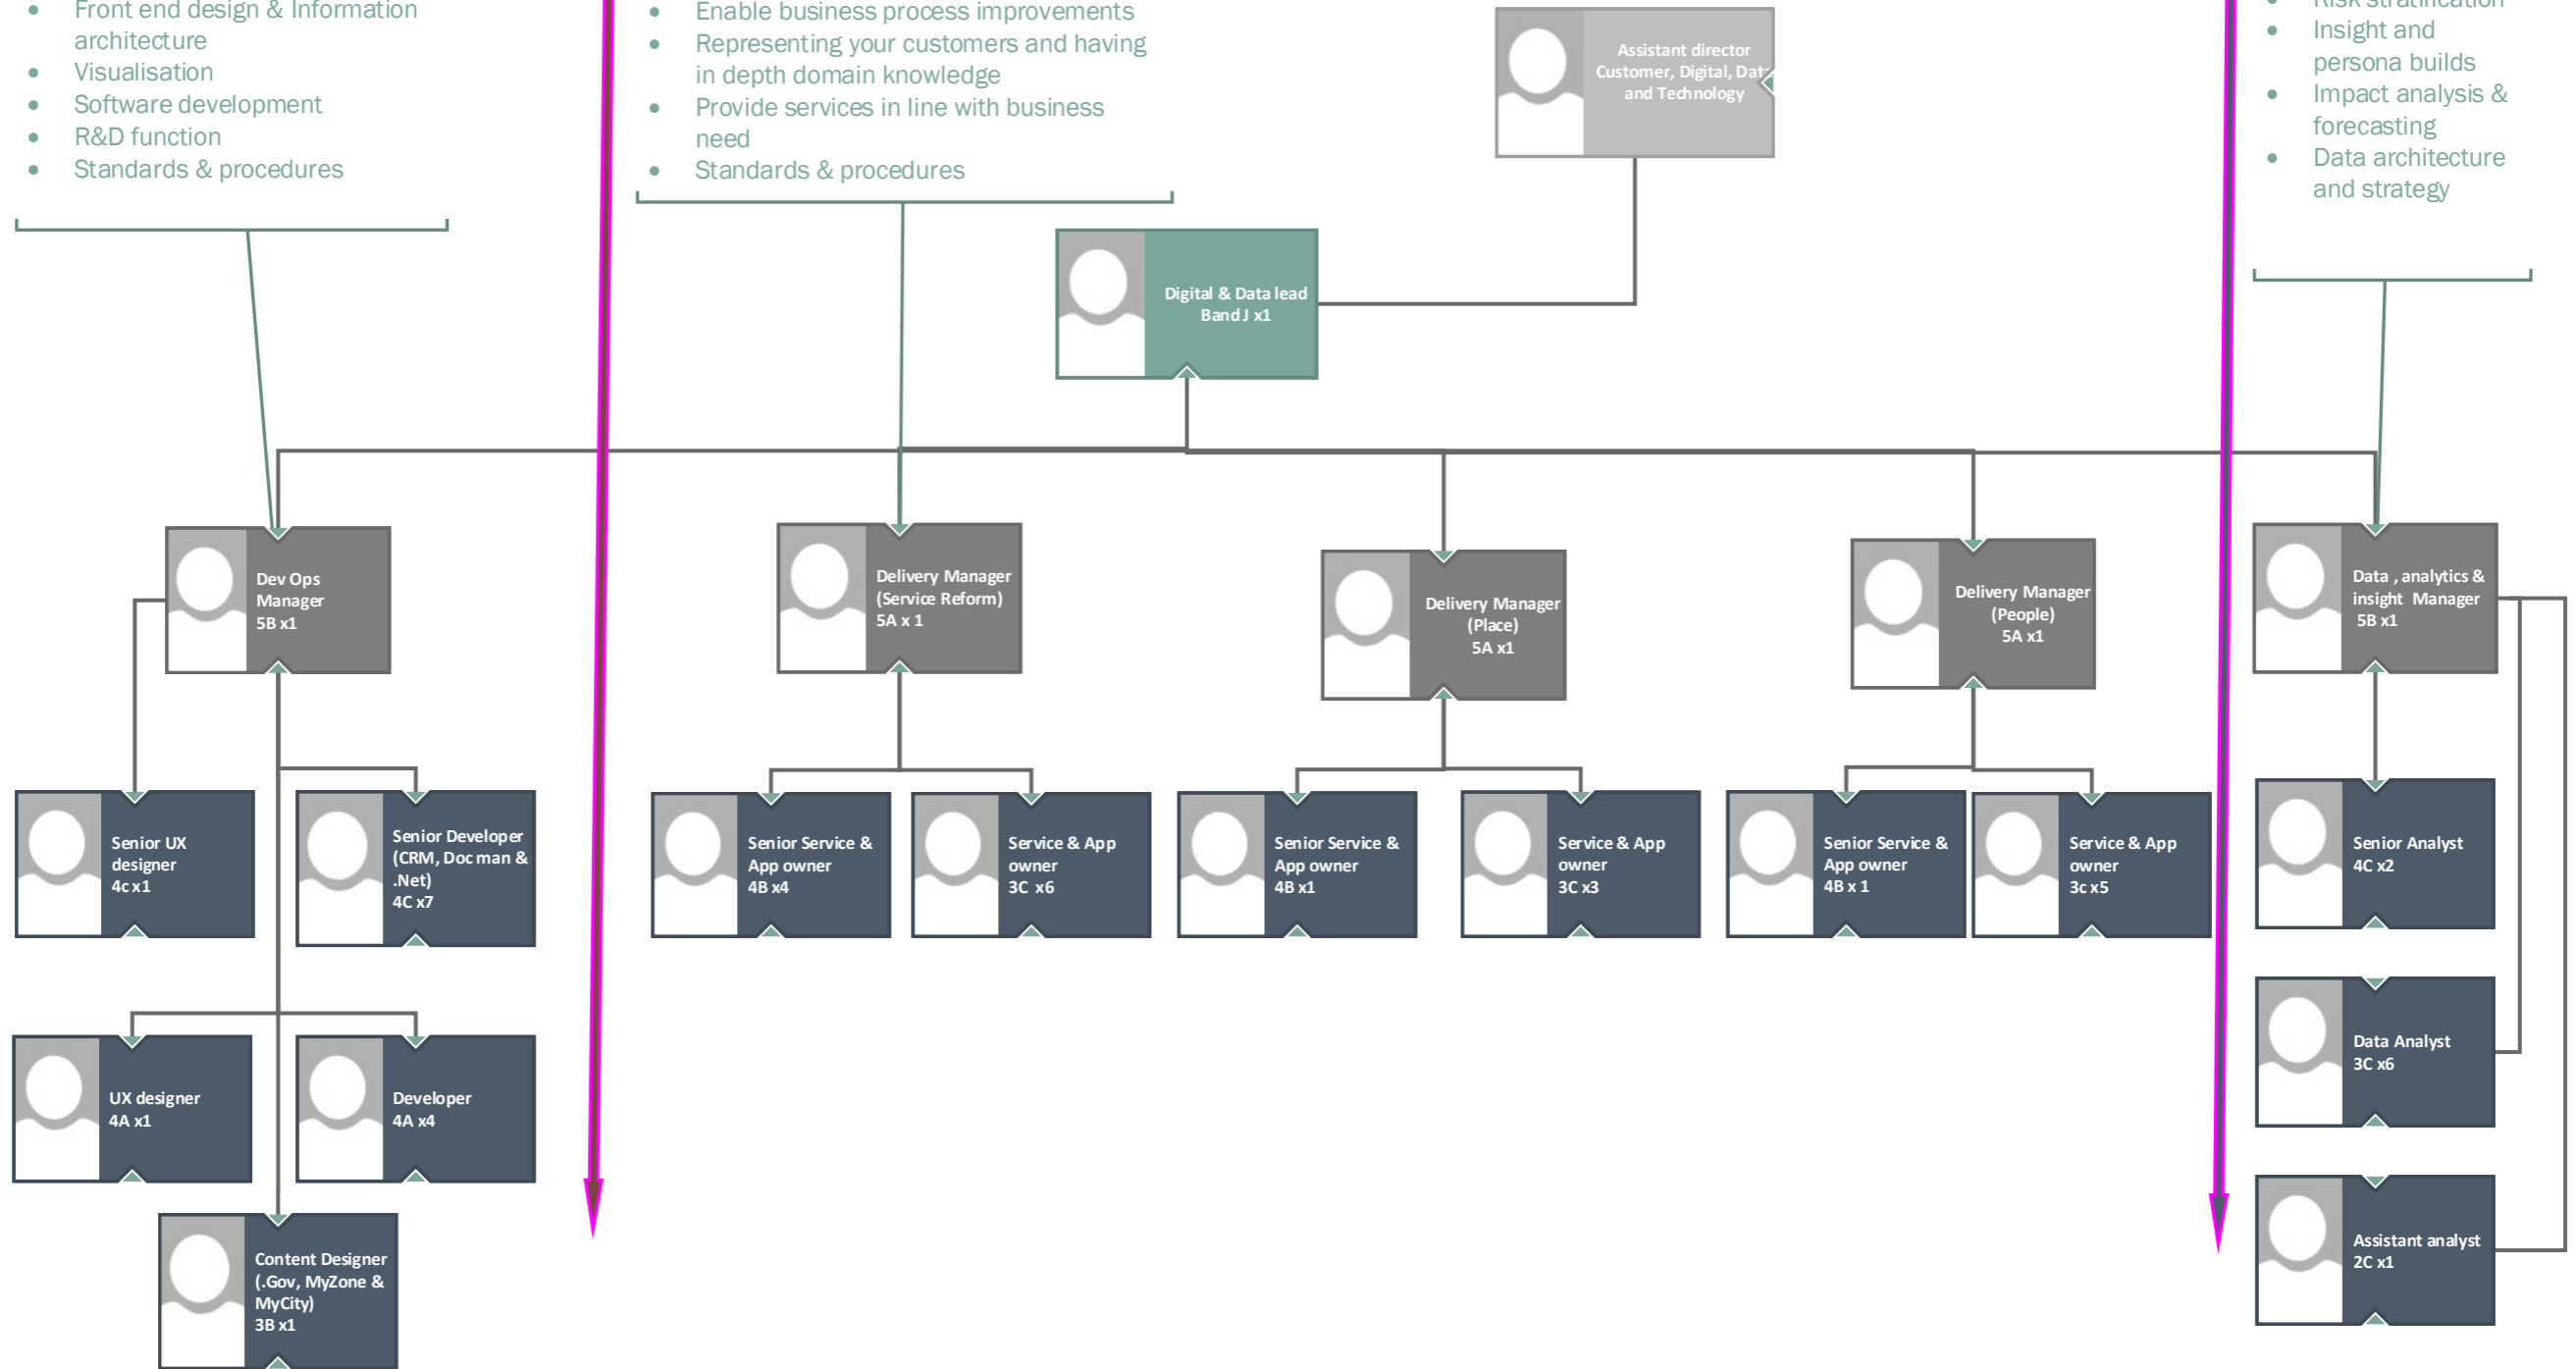 • Front end design & Information
architecture
• Visualisation
• Software development
• R&D function
• Standards & procedures
• Enable business process improvements
• Representing your customers and having
in depth domain knowledge
• Provide services in line with business
need
• Standards & procedures
Assistant director
Customer, Digital, Data
and Technology
• Risk stratification
• Insight and
persona builds
• Impact analysis &
forecasting
• Data architecture
and strategy
Digital & Data lead
Band J x1
Dev Ops
Manager
5B x1
Delivery Manager
(Service Reform)
5A x 1
Delivery Manager
(Place)
5A x1
Delivery Manager
(People)
5A x1
Data , analytics &
insight Manager
5B x1
Senior UX
designer
4c x1
Senior Developer
(CRM, Doc man &
.Net)
4C x7
Senior Service &
App owner
4B x4
Service & App
owner
3C x6
Senior Service &
App owner
4B x1
Service & App
owner
3C x3
Senior Service &
App owner
4B x 1
Service & App
owner
3c x5
Senior Analyst
4C x2
UX designer
4A x1
Developer
4A x4
Data Analyst
3C x6
Content Designer
(.Gov, MyZone &
MyCity)
3B x1
Assistant analyst
2C x1